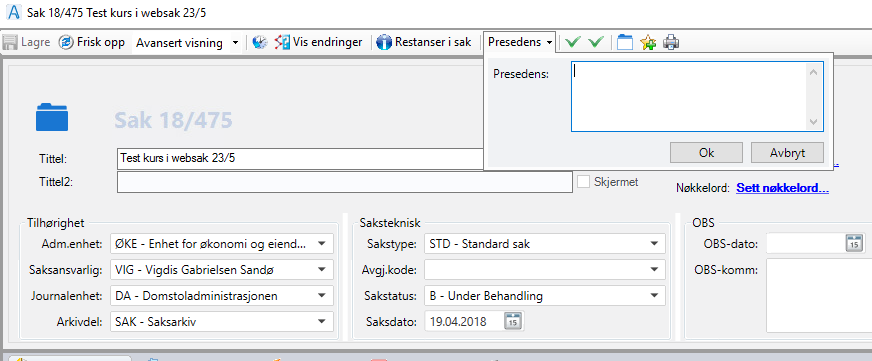 Sak 18/475 Test kurs i websak 23/5
Lagre Frisk opp Avansert visning Vis endringer Restanser i sak Presedens
Presedens:
Ok Avbryt
Sak 18/475
Tittel: Test kurs i websak 23/5
Tittel2: Skjermet
Nøkkelord: Sett nøkkelord...
Tilhørighet
Adm.enhet: ØKE - Enhet for økonomi og eiend...
Saksansvarlig: VIG - Vigdis Gabrielsen Sandø
Journalenhet: DA - Domstoladministrasjonen
Arkivdel: SAK - Saksarkiv
Saksteknisk
Sakstype: STD - Standard sak
Avgj.kode:
Sakstatus: B - Under Behandling
Saksdato: 19.04.2018 15
OBS
OBS-dato: 15
OBS-komm: